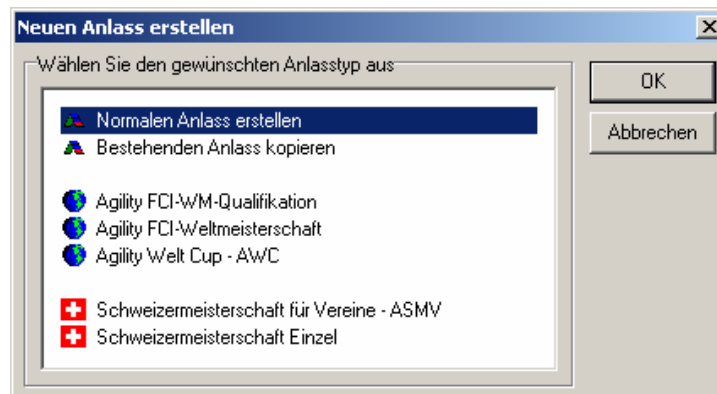 Neuen Anlass erstellen
Wählen Sie den gewünschten Anlasstyp aus
OK
Normalen Anlass erstellen
Abbrechen
Bestehenden Anlass kopieren
Agility FCI-WM-Qualifikation
Agility FCI-Weltmeisterschaft
Agility Welt Cup - AWC
Schweizermeisterschaft für Vereine - ASMV
Schweizermeisterschaft Einzel